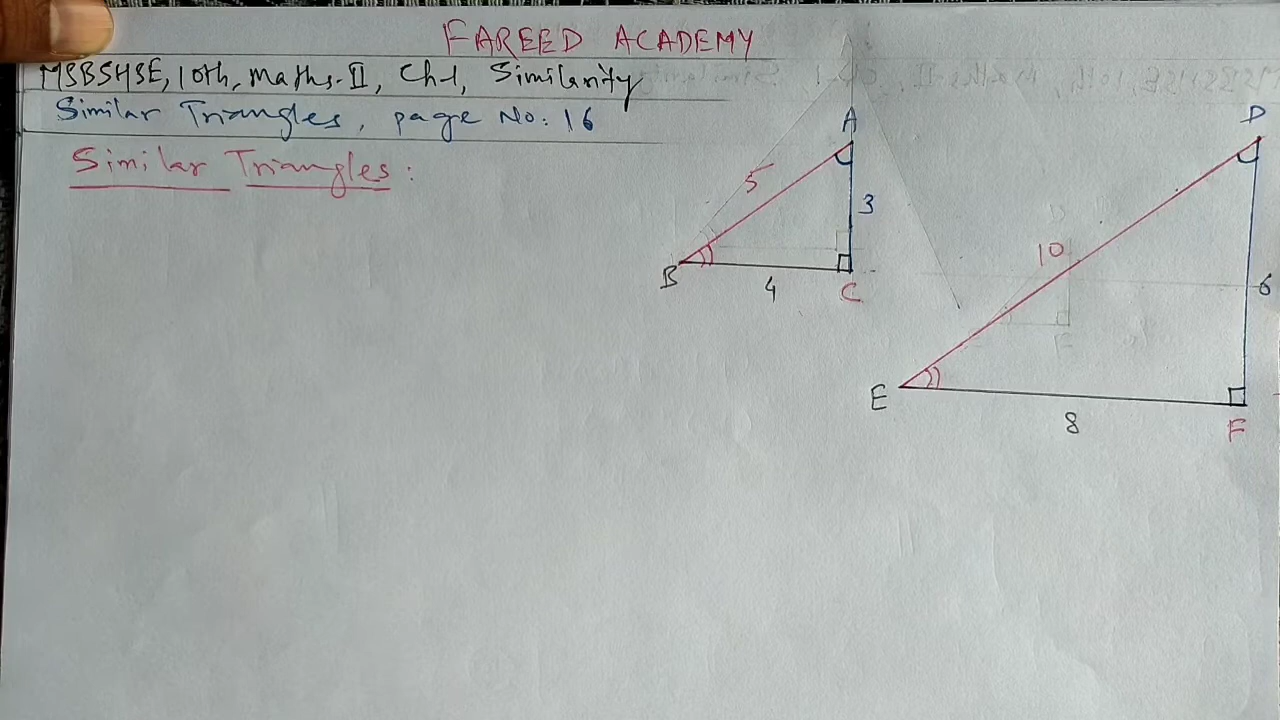 FAREED ACADEMY
MSBSHSE, 10th, Maths-II, Ch-1, Similarity
Similar Triangles, page No: 16
Similar Triangles:
A
5
3
B
4
C
D
10
6
E
8
F